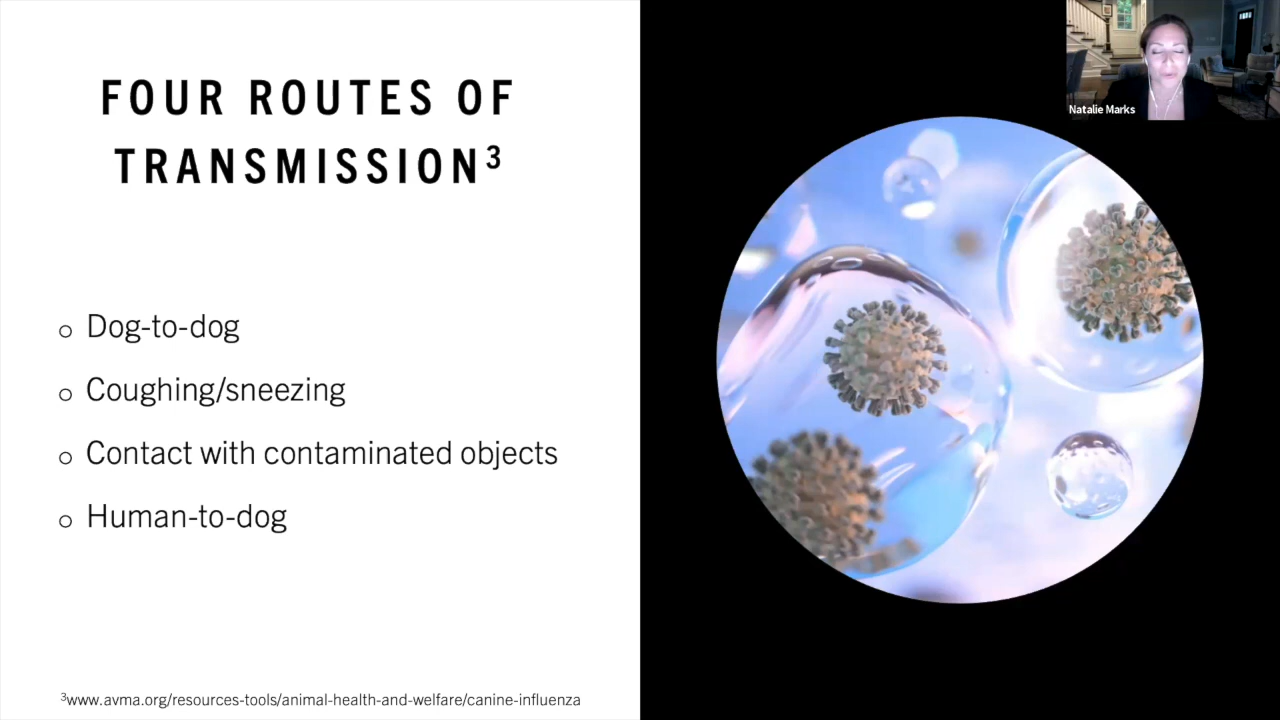 FOUR ROUTES OF
TRANSMISSION³
o Dog-to-dog
o Coughing/sneezing
o Contact with contaminated objects
o Human-to-dog
³www.avma.org/resources-tools/animal-health-and-welfare/canine-influenza
Natalie Marks